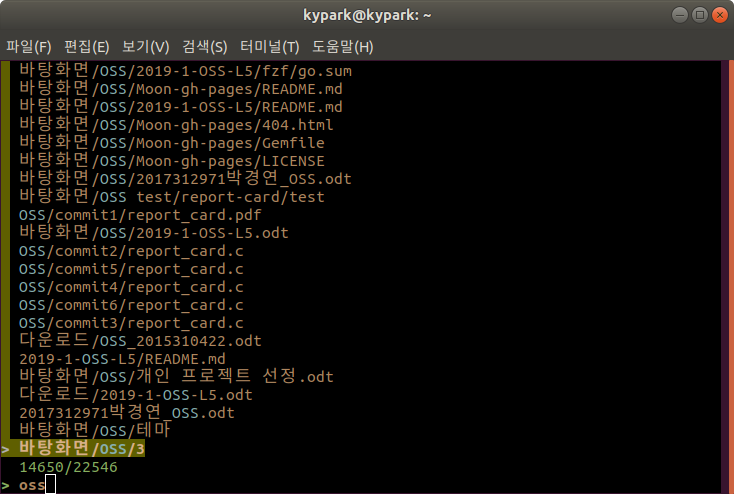 kypark@kypark: ~
파일(F) 편집(E) 보기(V) 검색(S) 터미널(T) 도움말(H)
바탕화면/OSS/2019-1-OSS-L5/fzf/go.sum
바탕화면/OSS/Moon-gh-pages/README.md
바탕화면/OSS/2019-1-OSS-L5/README.md
바탕화면/OSS/Moon-gh-pages/404.html
바탕화면/OSS/Moon-gh-pages/Gemfile
바탕화면/OSS/Moon-gh-pages/LICENSE
바탕화면/OSS/2017312971박경연_OSS.odt
바탕화면/OSS test/report-card/test
OSS/commit1/report_card.pdf
바탕화면/OSS/2019-1-OSS-L5.odt
OSS/commit2/report_card.c
OSS/commit5/report_card.c
OSS/commit4/report_card.c
OSS/commit6/report_card.c
OSS/commit3/report_card.c
다운로드/OSS_2015310422.odt
2019-1-OSS-L5/README.md
바탕화면/OSS/개인 프로젝트 선정.odt
다운로드/2019-1-OSS-L5.odt
2017312971박경연_OSS.odt
바탕화면/OSS/테마
> 바탕화면/OSS/3
14650/22546
> oss